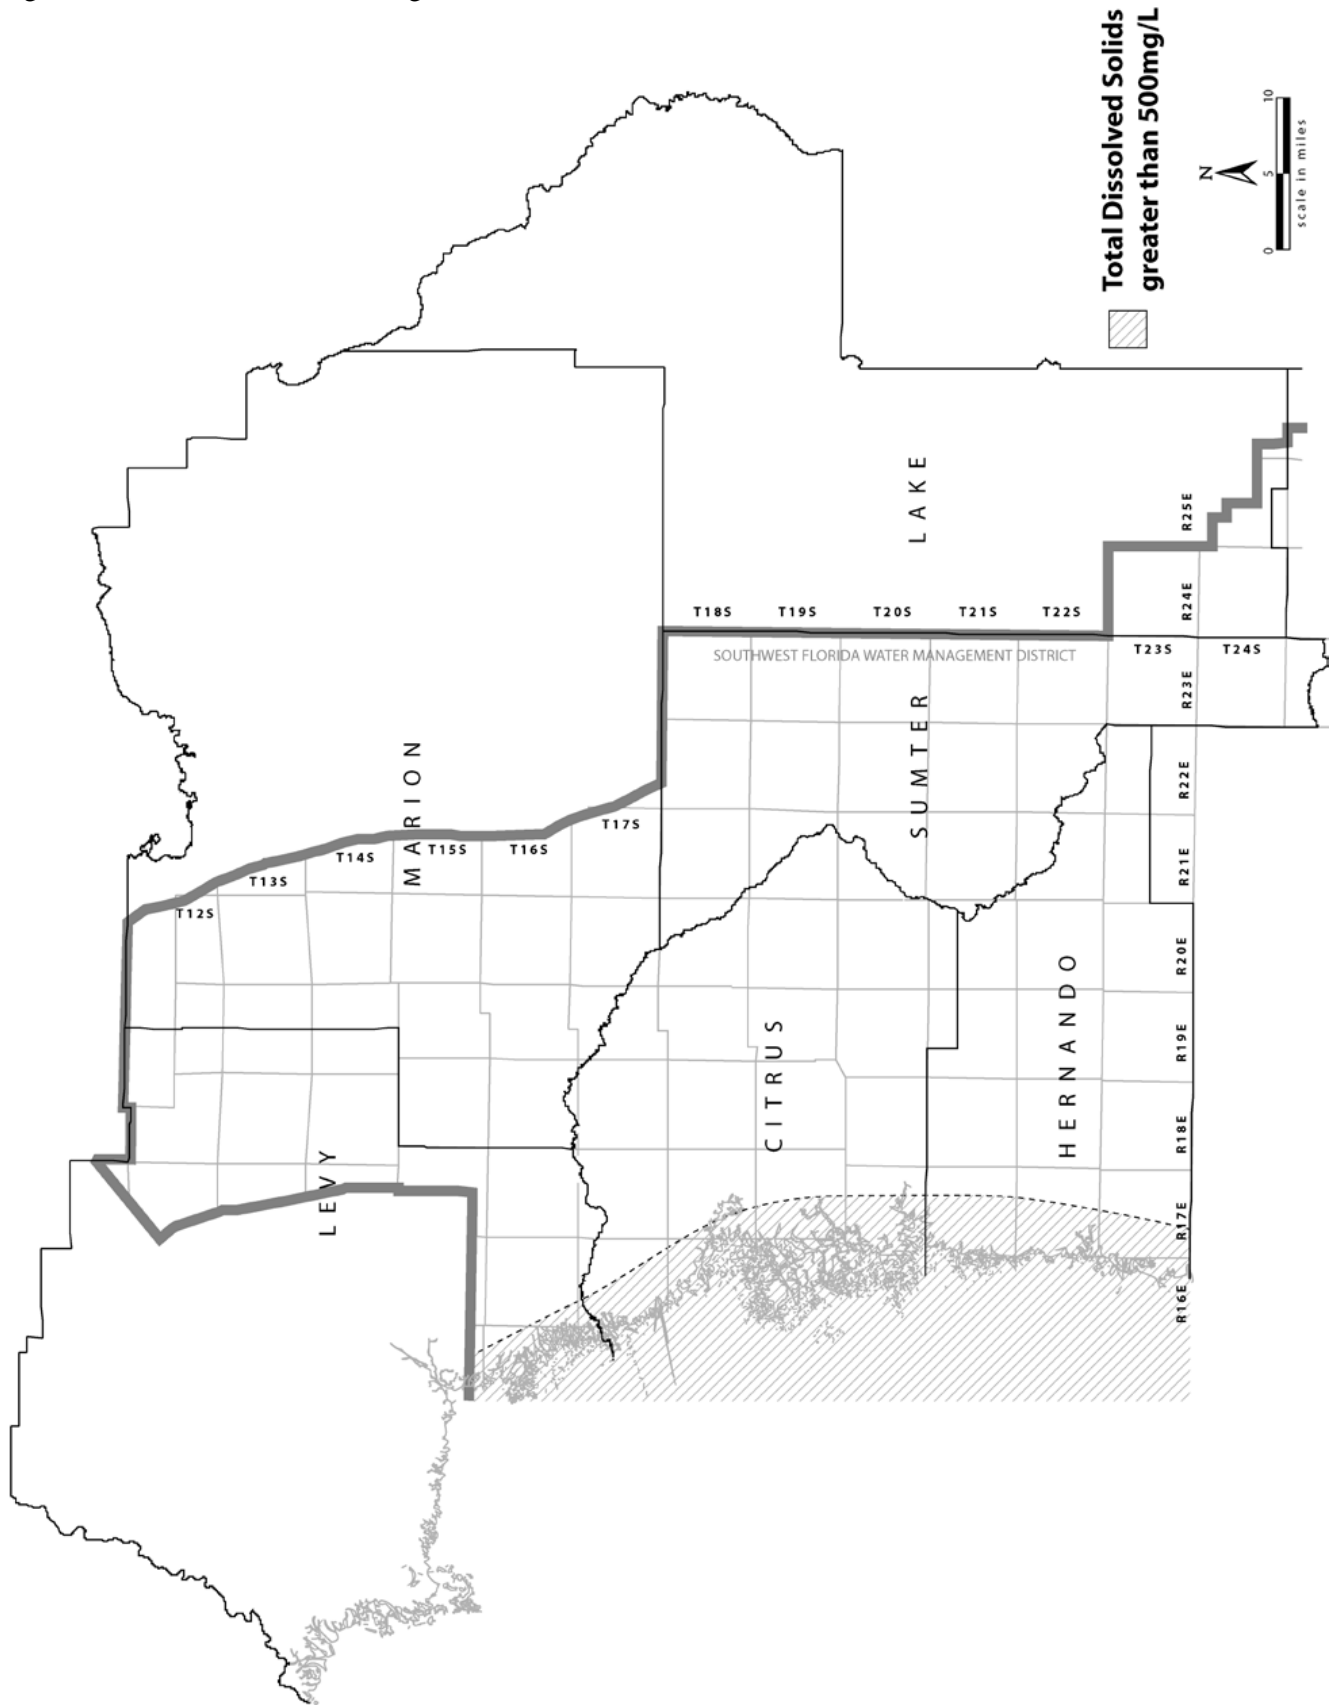 Total Dissolved Solids
greater than 500mg/L
N
0 5 10
scale in miles
LEVY
MARION
LAKE
SUMTER
CITRUS
HERNANDO
SOUTHWEST FLORIDA WATER MANAGEMENT DISTRICT
T12S
T13S
T14S
T15S
T16S
T17S
T18S
T19S
T20S
T21S
T22S
T23S
T24S
R16E
R17E
R18E
R19E
R20E
R21E
R22E
R23E
R24E
R25E